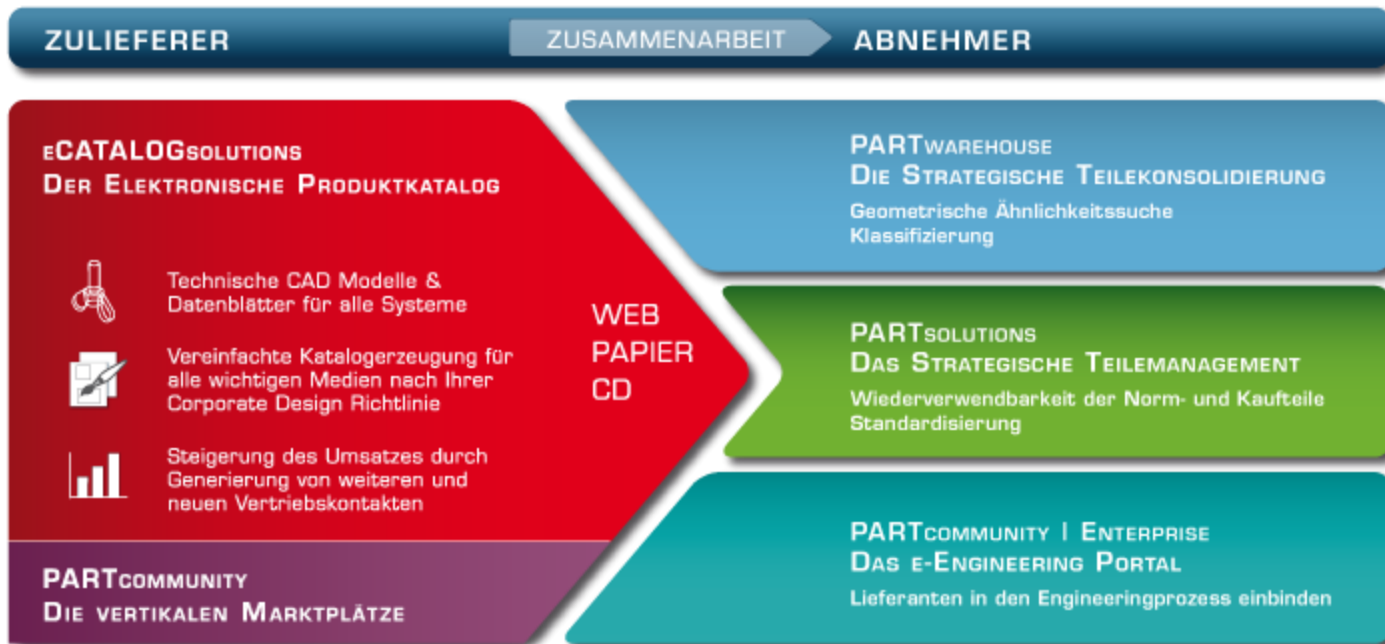 ZULIEFERER
ZUSAMMENARBEIT
ABNEHMER
eCATALOGSOLUTIONS
DER ELEKTRONISCHE PRODUKTKATALOG
Technische CAD Modelle &
Datenblätter für alle Systeme
Vereinfachte Katalogerzeugung für
alle wichtigen Medien nach Ihrer
Corporate Design Richtlinie
Steigerung des Umsatzes durch
Generierung von weiteren und
neuen Vertriebskontakten
WEB
PAPIER
CD
PARTCOMMUNITY
DIE VERTIKALEN MARKTPLÄTZE
PARTWAREHOUSE
DIE STRATEGISCHE TEILEKONSOLIDIERUNG
Geometrische Ähnlichkeitssuche
Klassifizierung
PARTSOLUTIONS
DAS STRATEGISCHE TEILEMANAGEMENT
Wiederverwendbarkeit der Norm- und Kaufteile
Standardisierung
PARTCOMMUNITY | ENTERPRISE
DAS E-ENGINEERING PORTAL
Lieferanten in den Engineeringprozess einbinden